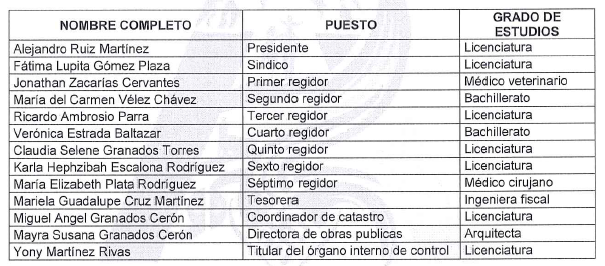 NOMBRE COMPLETO PUESTO GRADO DE ESTUDIOS
Alejandro Ruiz Martínez Presidente Licenciatura
Fátima Lupita Gómez Plaza Sindico Licenciatura
Jonathan Zacarías Cervantes Primer regidor Médico veterinario
María del Carmen Vélez Chávez Segundo regidor Bachillerato
Ricardo Ambrosio Parra Tercer regidor Licenciatura
Verónica Estrada Baltazar Cuarto regidor Bachillerato
Claudia Selene Granados Torres Quinto regidor Licenciatura
Karla Hephzibah Escalona Rodríguez Sexto regidor Licenciatura
María Elizabeth Plata Rodríguez Séptimo regidor Médico cirujano
Mariela Guadalupe Cruz Martínez Tesorera Ingeniera fiscal
Miguel Angel Granados Cerón Coordinador de catastro Licenciatura
Mayra Susana Granados Cerón Directora de obras publicas Arquitecta
Yony Martínez Rivas Titular del órgano interno de control Licenciatura